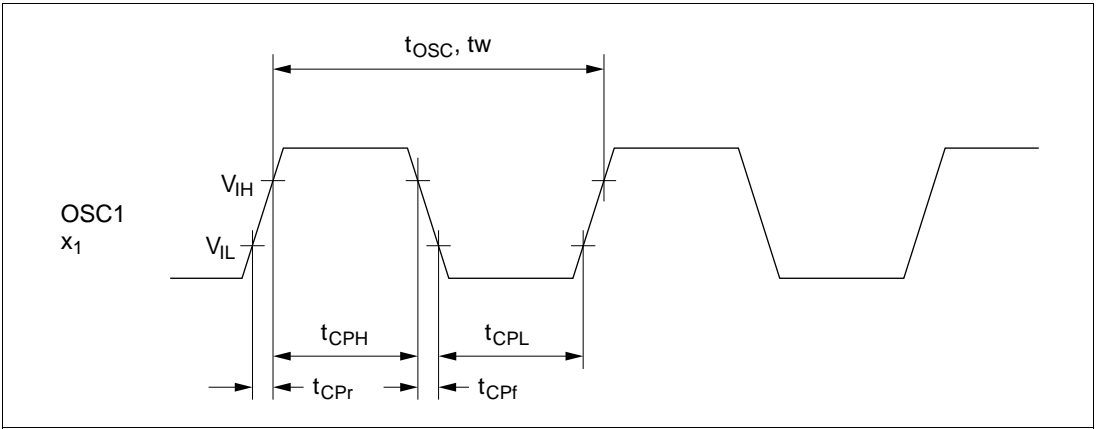 tOSC, tw
VIH
OSC1
x1
VIL
tCPH
tCPL
tCPr
tCPf